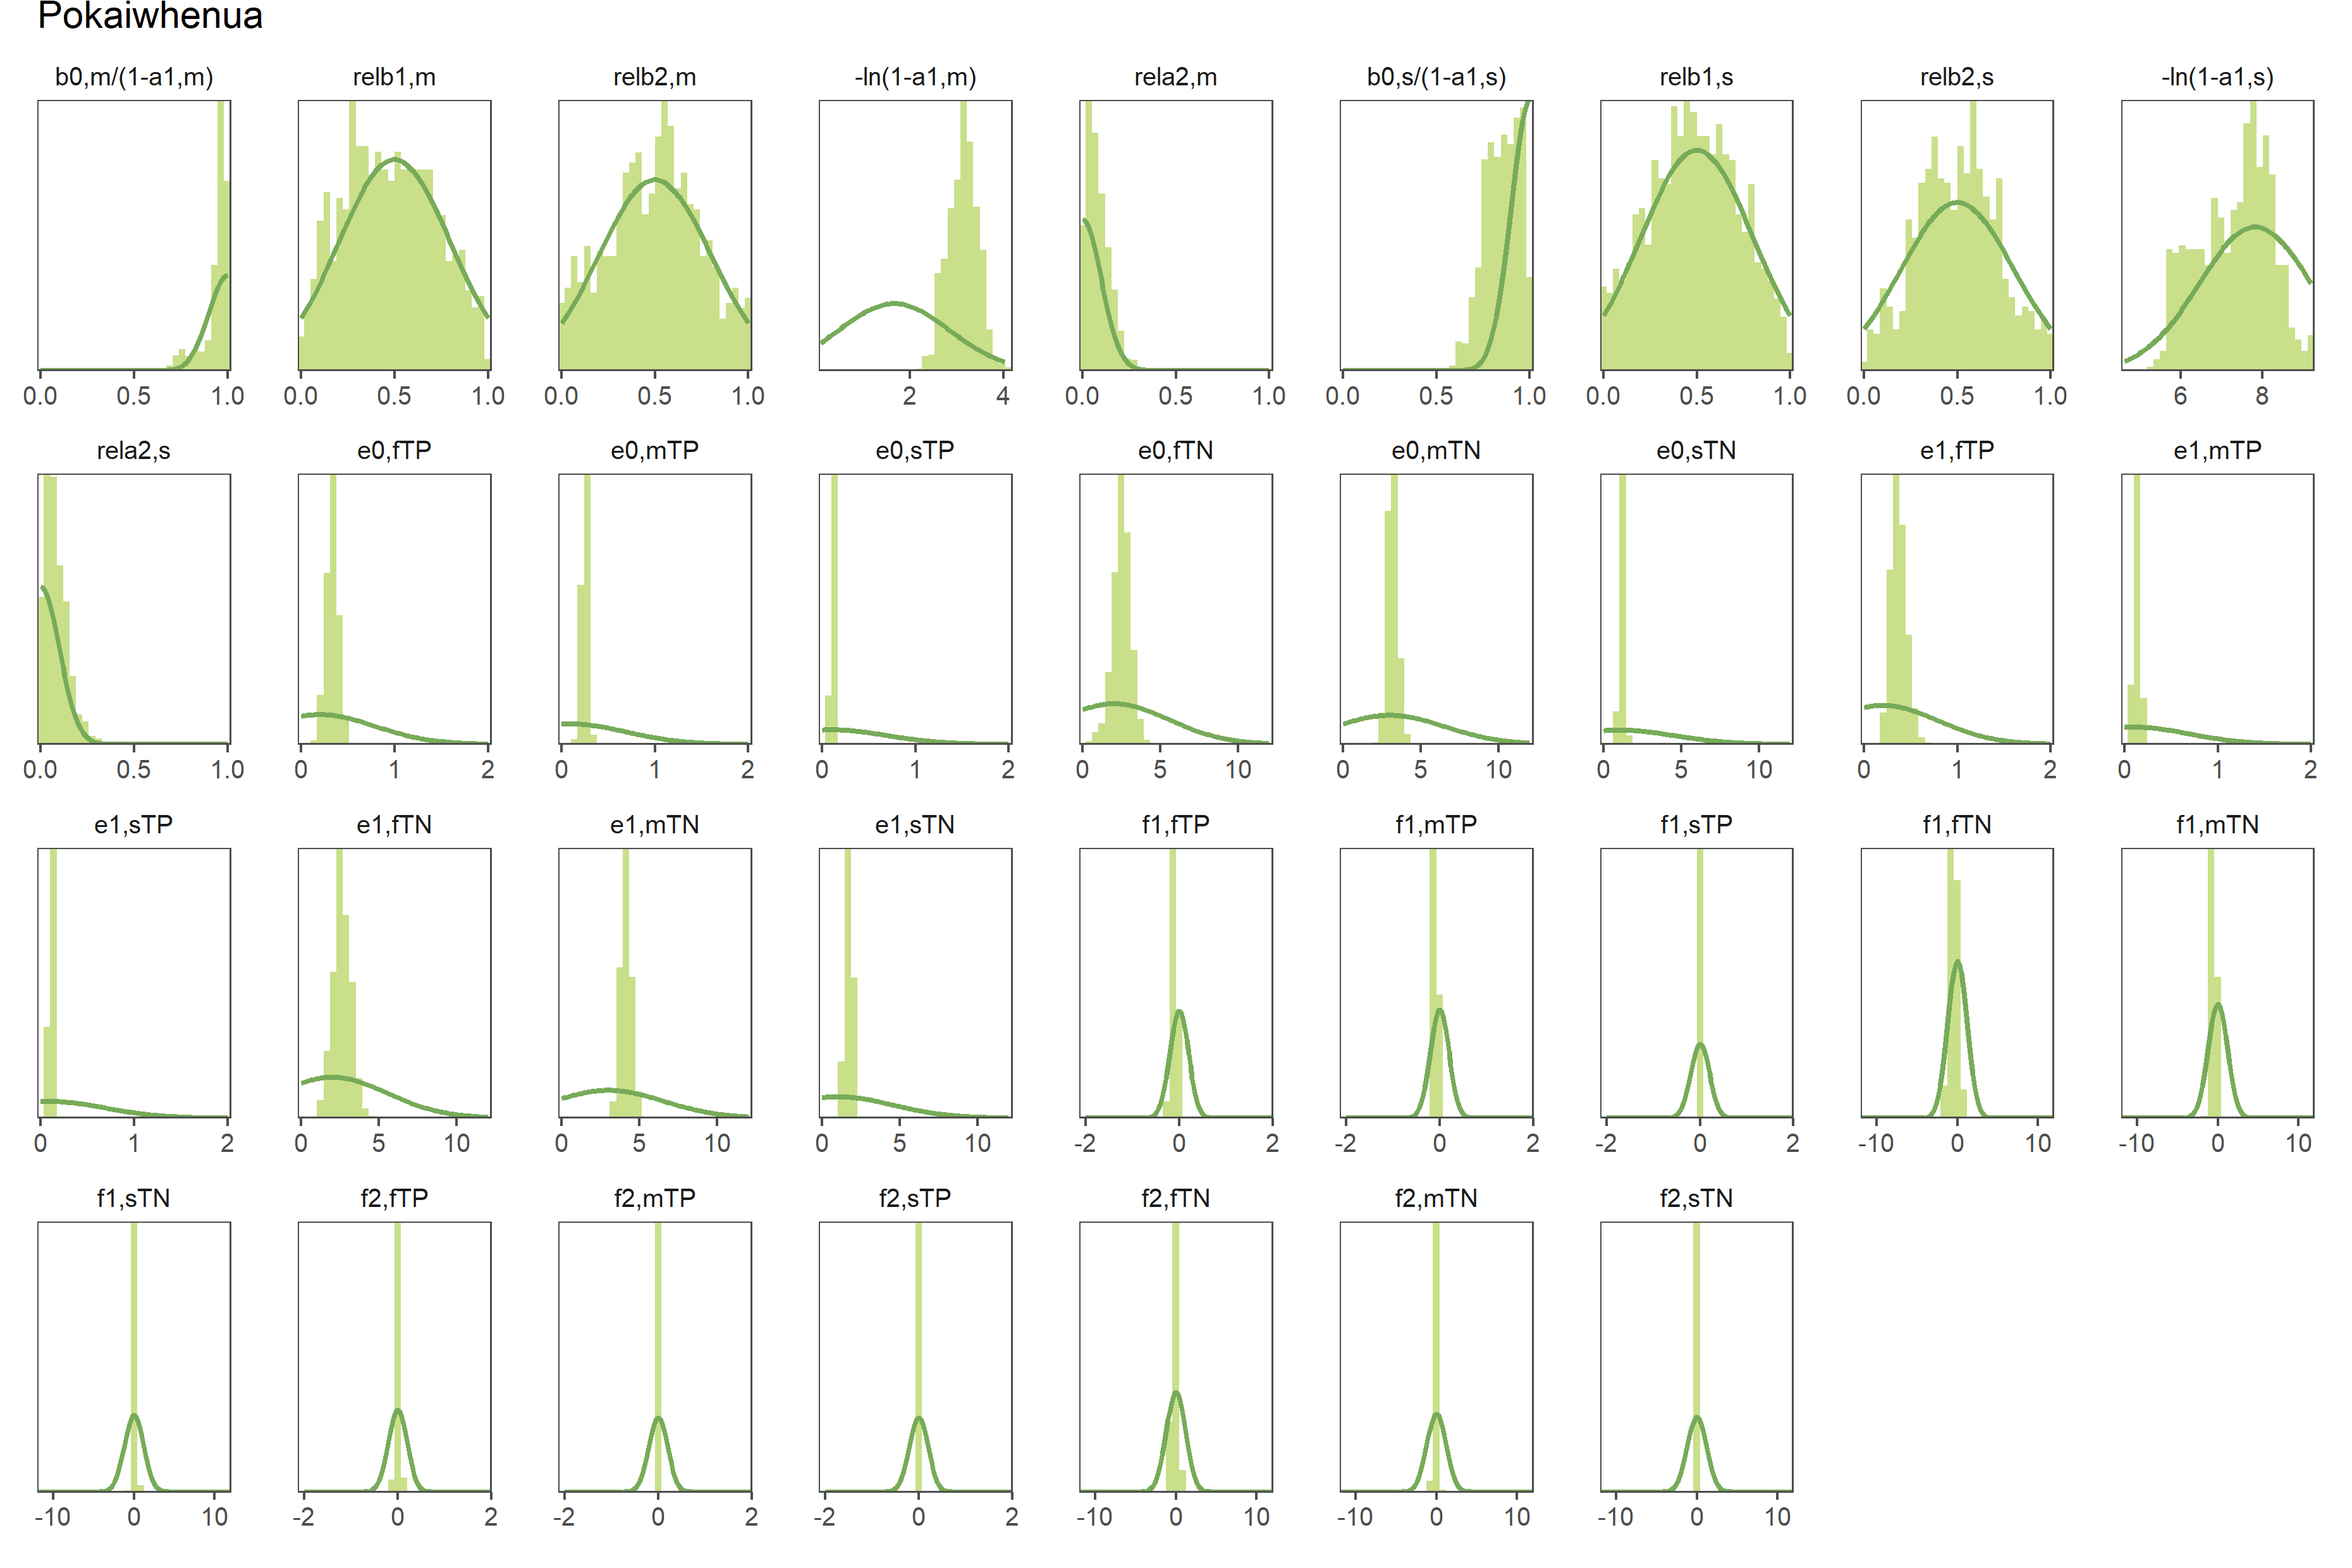 Pokaiwhenua
b0,m/(1-a1,m) relb1,m relb2,m -ln(1-a1,m) rela2,m b0,s/(1-a1,s) relb1,s relb2,s -ln(1-a1,s)
0.0 0.5 1.0 0.0 0.5 1.0 0.0 0.5 1.0 2 4 0.0 0.5 1.0 0.0 0.5 1.0 0.0 0.5 1.0 0.0 0.5 1.0 6 8
rela2,s e0,fTP e0,mTP e0,sTP e0,fTN e0,mTN e0,sTN e1,fTP e1,mTP
0.0 0.5 1.0 0 1 2 0 1 2 0 1 2 0 5 10 0 5 10 0 5 10 0 1 2 0 1 2
e1,sTP e1,fTN e1,mTN e1,sTN f1,fTP f1,mTP f1,sTP f1,fTN f1,mTN
0 1 2 0 5 10 0 5 10 0 5 10 -2 0 2 -2 0 2 -2 0 2 -10 0 10 -10 0 10
f1,sTN f2,fTP f2,mTP f2,sTP f2,fTN f2,mTN f2,sTN
-10 0 10 -2 0 2 -2 0 2 -2 0 2 -10 0 10 -10 0 10 -10 0 10